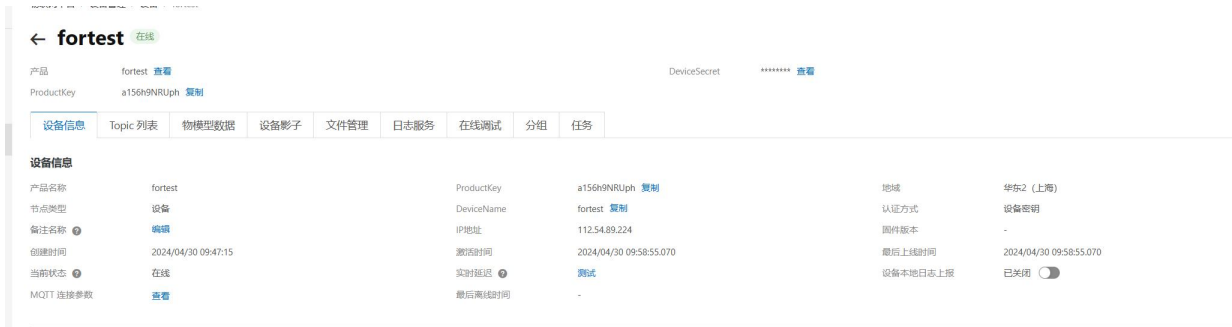 ← fortest 在线
产品 fortest 查看 DeviceSecret ******** 查看
ProductKey a156h9NRUph 复制
设备信息 Topic 列表 物模型数据 设备影子 文件管理 日志服务 在线调试 分组 任务
设备信息
产品名称 fortest ProductKey a156h9NRUph 复制 地域 华东2 (上海)
节点类型 设备 DeviceName fortest 复制 认证方式 设备密钥
备注名称 编辑 IP地址 112.54.89.224 固件版本 -
创建时间 2024/04/30 09:47:15 激活时间 2024/04/30 09:58:55.070 最后上线时间 2024/04/30 09:58:55.070
当前状态 在线 实时延迟 测试 设备本地日志上报 已关闭
MQTT 连接参数 查看 最后离线时间 -